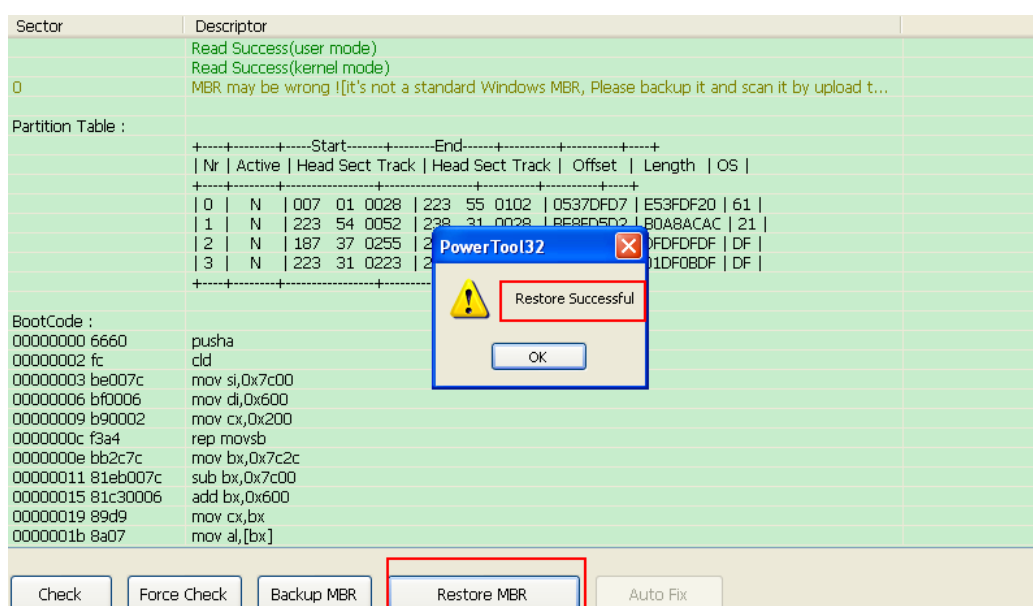 Sector Descriptor
Read Success(user mode)
Read Success(kernel mode)
0 MBR may be wrong ![it's not a standard Windows MBR, Please backup it and scan it by upload t...
Partition Table :
+----+--------+-----Start-------+--------End------+----------+----------+----+
| Nr | Active | Head Sect Track | Head Sect Track | Offset | Length | OS |
+----+--------+-----------------+-----------------+----------+----------+----+
| 0 | N | 007 01 0028 | 223 55 0102 | 0537DFD7 | E53FDF20 | 61 |
| 1 | N | 223 54 0052 | 238 31 0028 | BE8FD5D2 | B0A8ACAC | 21 |
| 2 | N | 187 37 0255 | 2 DFDFDFDF | DF |
| 3 | N | 223 31 0223 | 2 01DF0BDF | DF |
+----+--------+-----------------+---------
PowerTool32
Restore Successful
OK
BootCode :
00000000 6660 pusha
00000002 fc cld
00000003 be007c mov si,0x7c00
00000006 bf0006 mov di,0x600
00000009 b90002 mov cx,0x200
0000000c f3a4 rep movsb
0000000e bb2c7c mov bx,0x7c2c
00000011 81eb007c sub bx,0x7c00
00000015 81c30006 add bx,0x600
00000019 89d9 mov cx,bx
0000001b 8a07 mov al,[bx]
Check Force Check Backup MBR Restore MBR Auto Fix